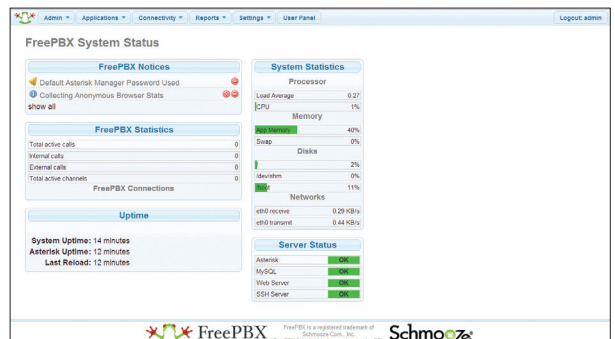 Admin
Applications
Connectivity
Reports
Settings
User Panel
Logout: admin
FreePBX System Status
FreePBX Notices
Default Asterisk Manager Password Used
Collecting Anonymous Browser Stats
show all
FreePBX Statistics
Total active calls 0
Internal calls 0
External calls 0
Total active channels 0
FreePBX Connections
Uptime
System Uptime: 14 minutes
Asterisk Uptime: 12 minutes
Last Reload: 12 minutes
System Statistics
Processor
Load Average 0.27
CPU 1%
Memory
App Memory 40%
Swap 0%
Disks
/ 2%
/dev/shm 0%
/boot 11%
Networks
eth0 receive 0.29 KB/s
eth0 transmit 0.44 KB/s
Server Status
Asterisk OK
MySQL OK
Web Server OK
SSH Server OK
FreePBX
FreePBX is a registered trademark of
Schmooze Com., Inc.
Schmooze